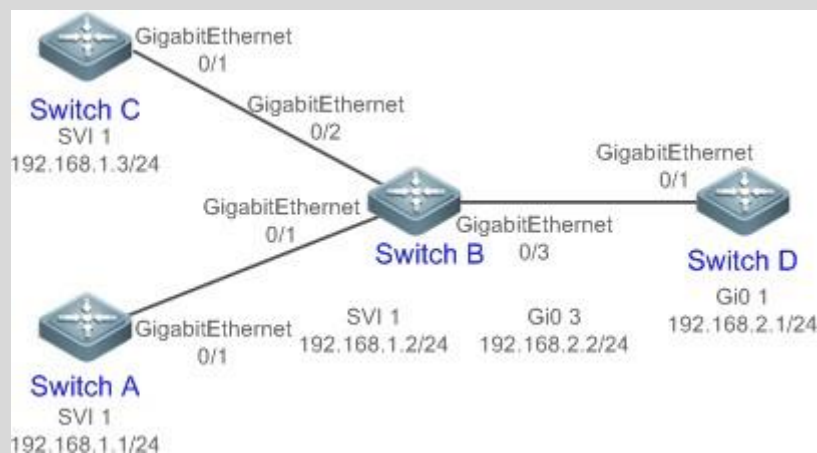 GigabitEthernet
0/1
Switch C
SVI 1
192.168.1.3/24
GigabitEthernet
0/2
GigabitEthernet
0/1
GigabitEthernet
0/1
Switch B
GigabitEthernet
0/3
Switch D
Gi0 1
192.168.2.1/24
SVI 1
192.168.1.2/24
Gi0 3
192.168.2.2/24
GigabitEthernet
0/1
Switch A
SVI 1
192.168.1.1/24